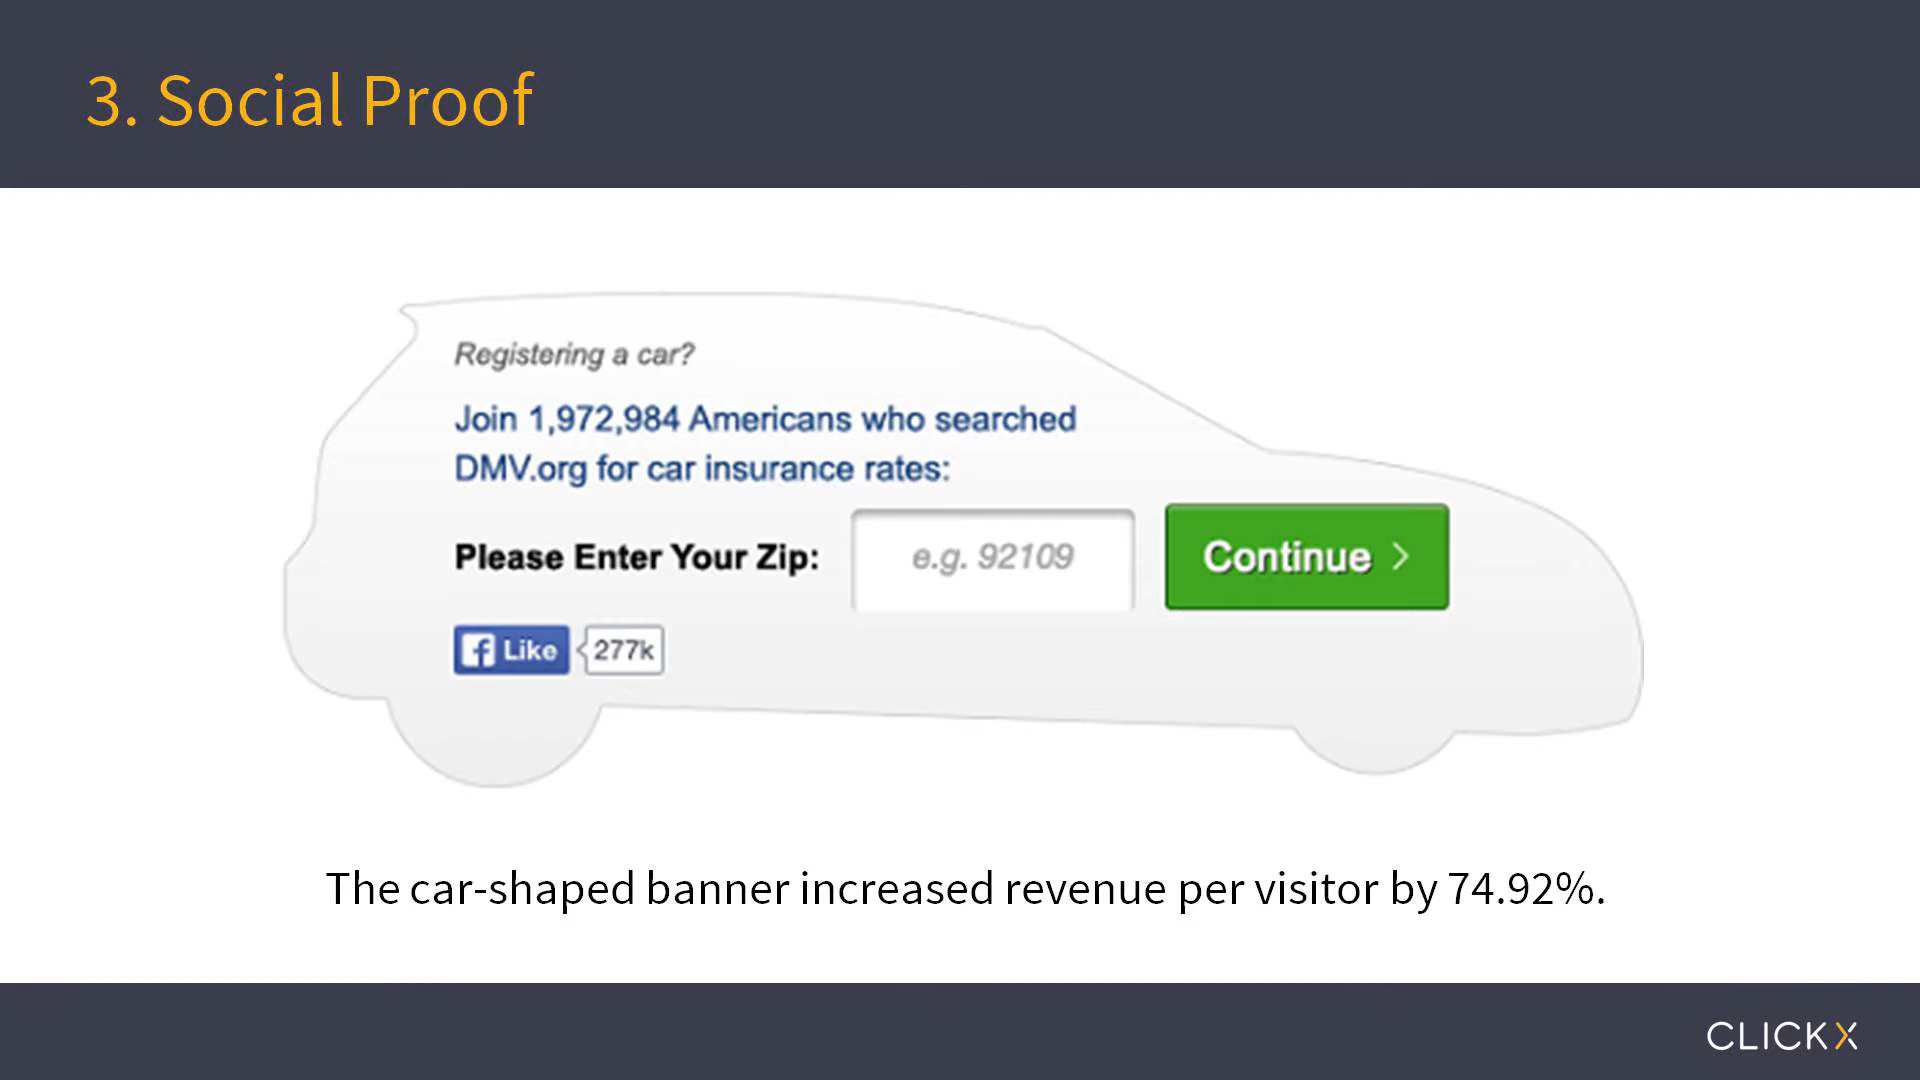 3. Social Proof
Registering a car?
Join 1,972,984 Americans who searched
DMV.org for car insurance rates:
Please Enter Your Zip: e.g. 92109 Continue >
f Like 277k
The car-shaped banner increased revenue per visitor by 74.92%.
CLICKX